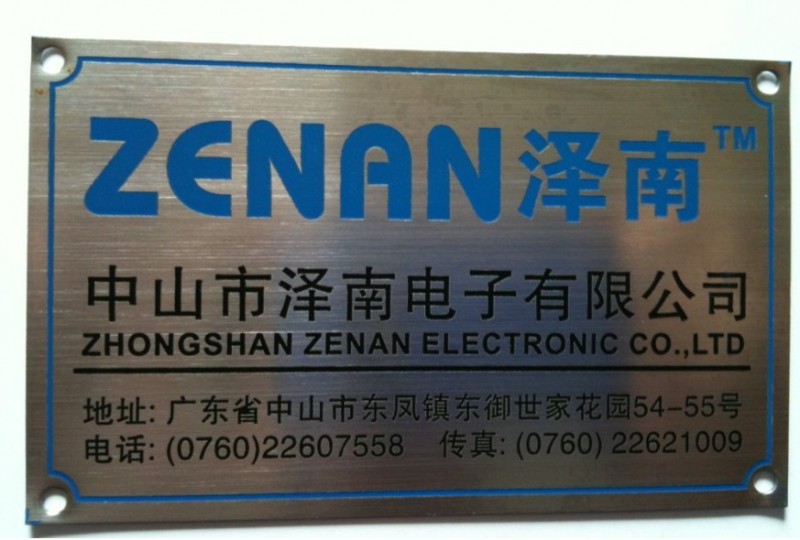 ZENAN泽南™
中山市泽南电子有限公司
ZHONGSHAN ZENAN ELECTRONIC CO.,LTD
地址: 广东省中山市东凤镇东御世家花园54-55号
电话: (0760)22607558 传真: (0760) 22621009